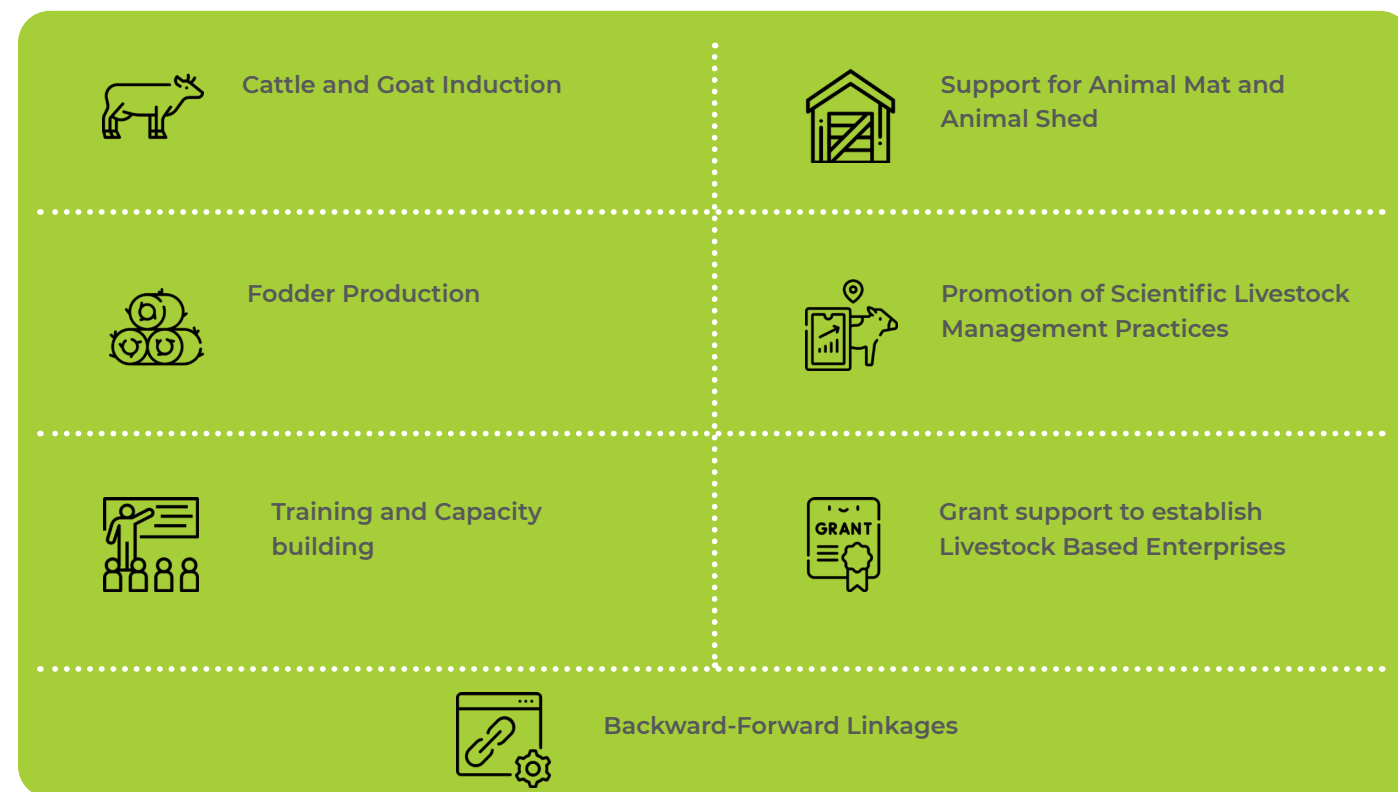 Cattle and Goat Induction
Support for Animal Mat and
Animal Shed
Fodder Production
Promotion of Scientific Livestock
Management Practices
Training and Capacity
building
GRANT
Grant support to establish
Livestock Based Enterprises
Backward-Forward Linkages